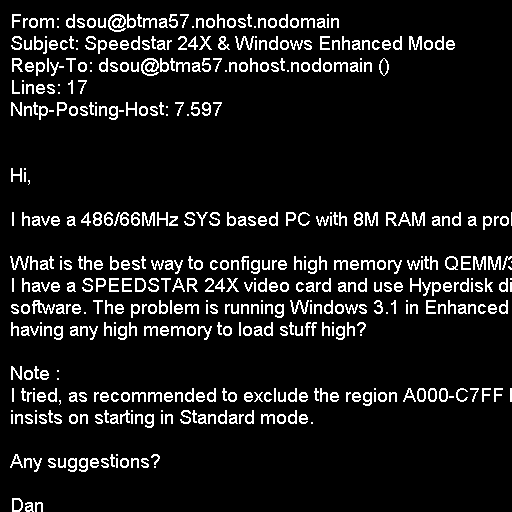 From: dsou@btma57.nohost.nodomain
Subject: Speedstar 24X & Windows Enhanced Mode
Reply-To: dsou@btma57.nohost.nodomain ()
Lines: 17
Nntp-Posting-Host: 7.597
Hi,
I have a 486/66MHz SYS based PC with 8M RAM and a
What is the best way to configure high memory with
I have a SPEEDSTAR 24X video card and use Hyperdisk
software. The problem is running Windows 3.1 in Enhanced
having any high memory to load stuff high?
Note :
I tried, as recommended to exclude the region A000-C7FF
insists on starting in Standard mode.
Any suggestions?
Dan